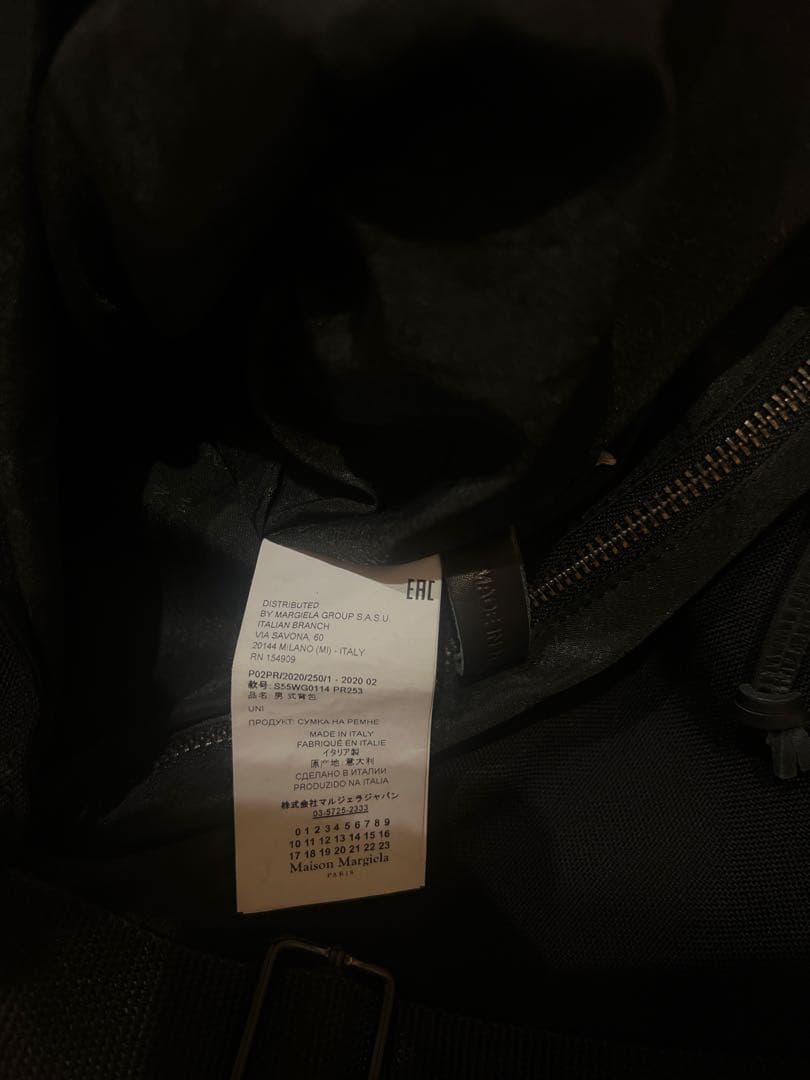 EAC
DISTRIBUTED
BY MARGIELA GROUP S.A.S.U.
ITALIAN BRANCH
VIA SAVONA, 60
20144 MILANO (MI) - ITALY
RN 154909
P02PR/2020/250/1 - 2020 02
款号: S55WG0114 PR253
品名: 男式背包
UNI
ПРОДУКТ: СУМКА НА РЕМНЕ
MADE IN ITALY
FABRIQUÉ EN ITALIE
イタリア製
原产地: 意大利
СДЕЛАНО В ИТАЛИИ
PRODUZIDO NA ITALIA
株式会社マルジェラジャパン
03-5725-2333
0 1 2 3 4 5 6 7 8 9
10 11 12 13 14 15 16
17 18 19 20 21 22 23
Maison Margiela
PARIS
MADE IN